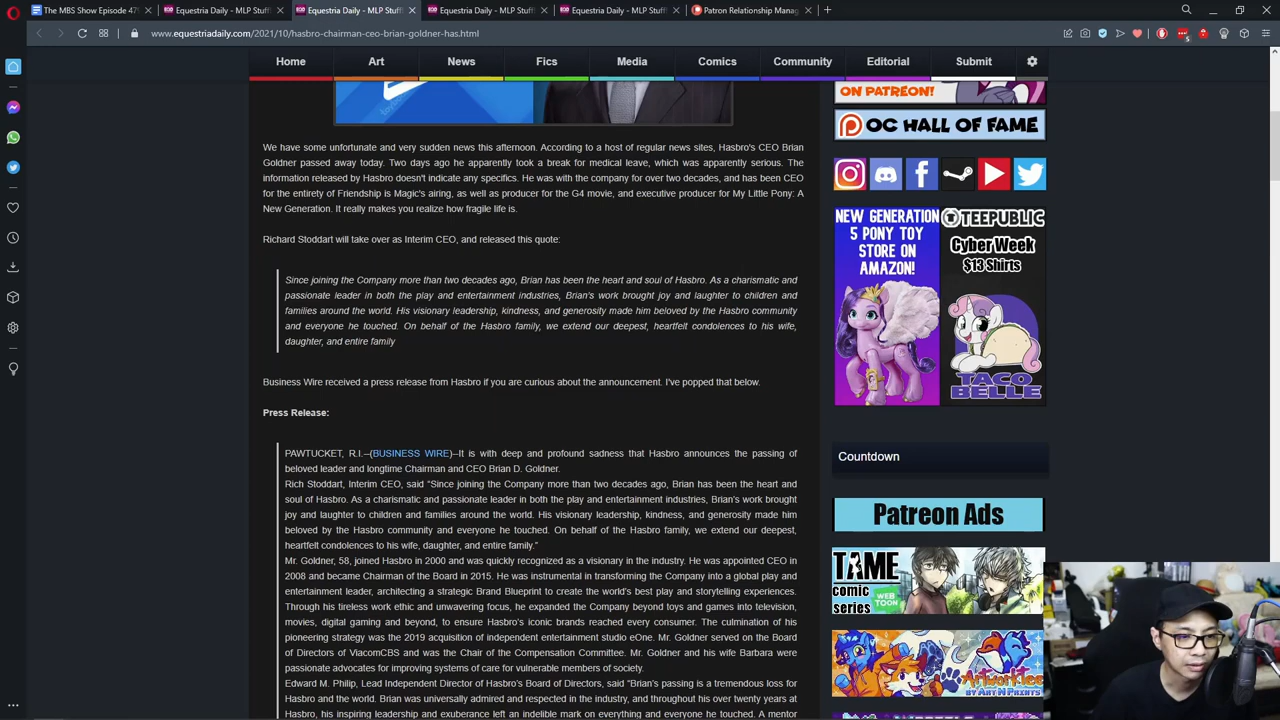 The MBS Show Episode 47
Equestria Daily - MLP Stuff!
Equestria Daily - MLP Stuff!
Equestria Daily - MLP Stuff!
Equestria Daily - MLP Stuff!
Patron Relationship Mana
www.equestriadaily.com/2021/10/hasbro-chairman-ceo-brian-goldner-has.html
Home
Art
News
Fics
Media
Comics
Community
Editorial
Submit
We have some unfortunate and very sudden news this afternoon. According to a host of regular news sites, Hasbro's CEO Brian
Goldner passed away today. Two days ago he apparently took a break for medical leave, which was apparently serious. The
information released by Hasbro doesn't indicate any specifics. He was with the company for over two decades, and has been CEO
for the entirety of Friendship is Magic's airing, as well as producer for the G4 movie, and executive producer for My Little Pony: A
New Generation. It really makes you realize how fragile life is.
Richard Stoddart will take over as Interim CEO, and released this quote:
Since joining the Company more than two decades ago, Brian has been the heart and soul of Hasbro. As a charismatic and
passionate leader in both the play and entertainment industries, Brian's work brought joy and laughter to children and
families around the world. His visionary leadership, kindness, and generosity made him beloved by the Hasbro community
and everyone he touched. On behalf of the Hasbro family, we extend our deepest, heartfelt condolences to his wife,
daughter, and entire family
Business Wire received a press release from Hasbro if you are curious about the announcement. I've popped that below.
Press Release:
PAWTUCKET, R.I.--(BUSINESS WIRE)--It is with deep and profound sadness that Hasbro announces the passing of
beloved leader and longtime Chairman and CEO Brian D. Goldner.
Rich Stoddart, Interim CEO, said “Since joining the Company more than two decades ago, Brian has been the heart and
soul of Hasbro. As a charismatic and passionate leader in both the play and entertainment industries, Brian's work brought
joy and laughter to children and families around the world. His visionary leadership, kindness, and generosity made him
beloved by the Hasbro community and everyone he touched. On behalf of the Hasbro family, we extend our deepest,
heartfelt condolences to his wife, daughter, and entire family.”
Mr. Goldner, 58, joined Hasbro in 2000 and was quickly recognized as a visionary in the industry. He was appointed CEO in
2008 and became Chairman of the Board in 2015. He was instrumental in transforming the Company into a global play and
entertainment leader, architecting a strategic Brand Blueprint to create the world's best play and storytelling experiences.
Through his tireless work ethic and unwavering focus, he expanded the Company beyond toys and games into television,
movies, digital gaming and beyond, to ensure Hasbro's iconic brands reached every consumer. The culmination of his
pioneering strategy was the 2019 acquisition of independent entertainment studio eOne. Mr. Goldner served on the Board
of Directors of ViacomCBS and was the Chair of the Compensation Committee. Mr. Goldner and his wife Barbara were
passionate advocates for improving systems of care for vulnerable members of society.
Edward M. Philip, Lead Independent Director of Hasbro's Board of Directors, said “Brian's passing is a tremendous loss for
Hasbro and the world. Brian was universally admired and respected in the industry, and throughout his over twenty years at
Hasbro, his inspiring leadership and exuberance left an indelible mark on everything and everyone he touched. A mentor
ON PATREON!
OC HALL OF FAME
NEW GENERATION
5 PONY TOY
STORE ON
AMAZON!
TEEPUBLIC
Cyber Week
$13 Shirts
TACO
BELLE
Countdown
Patreon Ads
TAME
comic
series
WEB
TOON
Artworktee
BY ARY N PHINTS